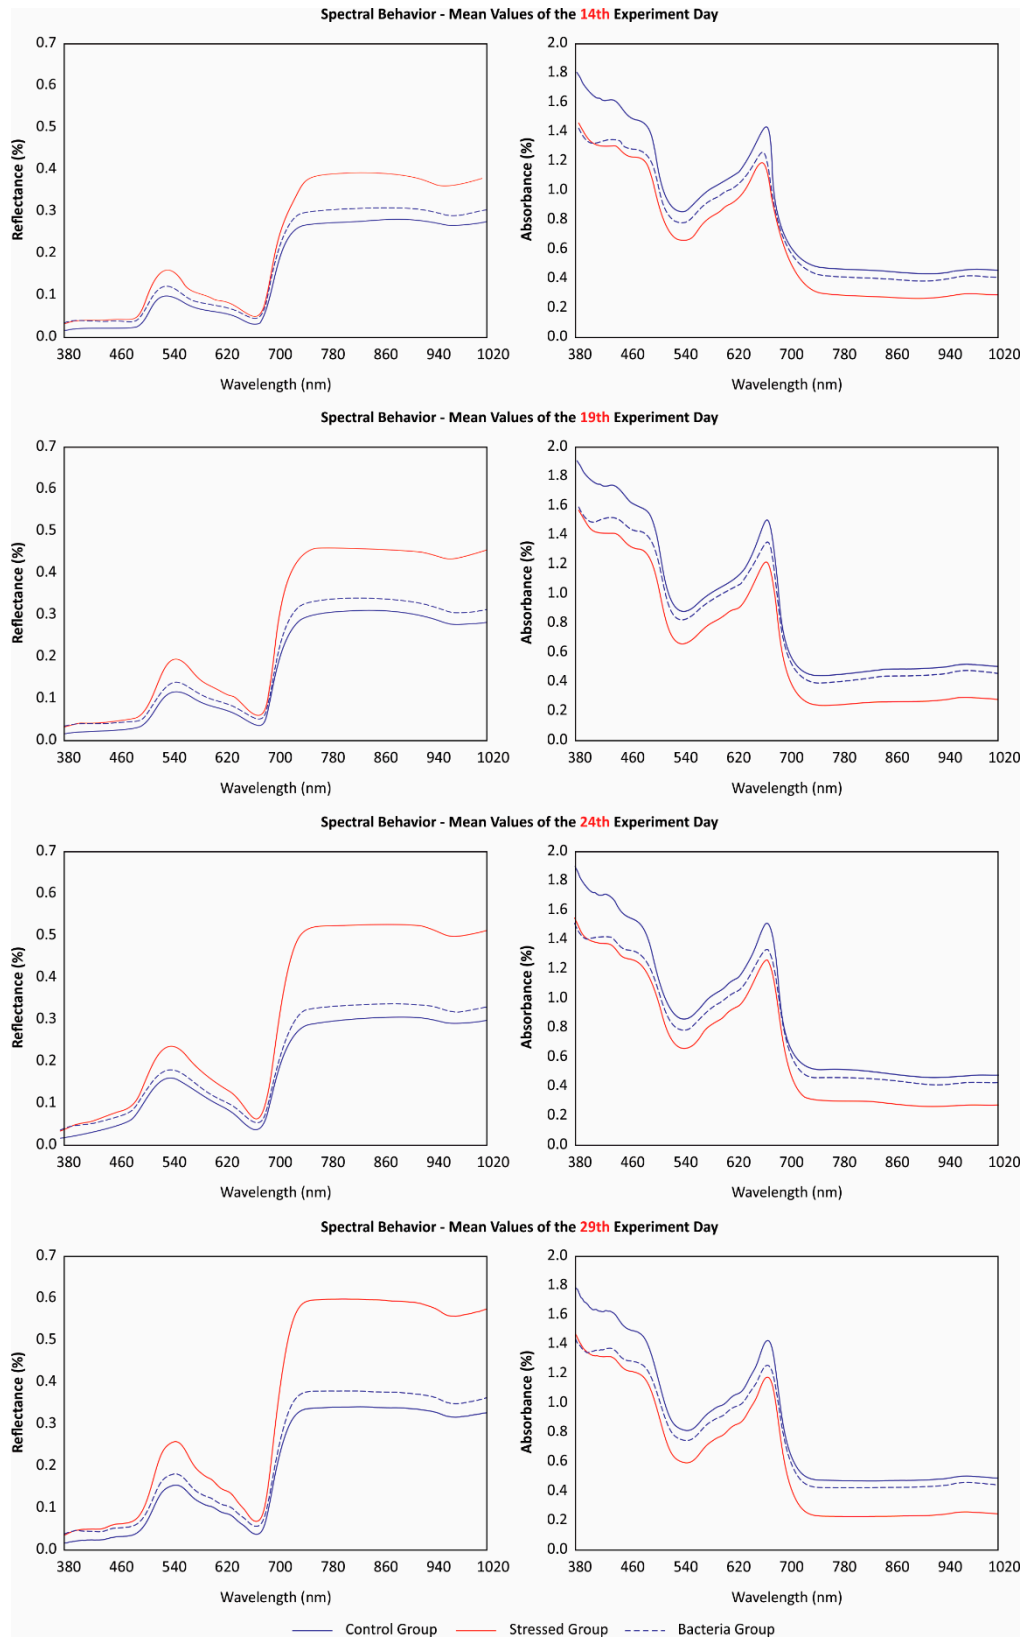 Spectral Behavior - Mean Values of the 14th Experiment Day
Reflectance (%)
0.7
0.6
0.5
0.4
0.3
0.2
0.1
0.0
380 460 540 620 700 780 860 940 1020
Wavelength (nm)
Absorbance (%)
2.0
1.8
1.6
1.4
1.2
1.0
0.8
0.6
0.4
0.2
0.0
380 460 540 620 700 780 860 940 1020
Wavelength (nm)
Spectral Behavior - Mean Values of the 19th Experiment Day
Reflectance (%)
0.7
0.6
0.5
0.4
0.3
0.2
0.1
0.0
380 460 540 620 700 780 860 940 1020
Wavelength (nm)
Absorbance (%)
2.0
1.8
1.6
1.4
1.2
1.0
0.8
0.6
0.4
0.2
0.0
380 460 540 620 700 780 860 940 1020
Wavelength (nm)
Spectral Behavior - Mean Values of the 24th Experiment Day
Reflectance (%)
0.7
0.6
0.5
0.4
0.3
0.2
0.1
0.0
380 460 540 620 700 780 860 940 1020
Wavelength (nm)
Absorbance (%)
2.0
1.8
1.6
1.4
1.2
1.0
0.8
0.6
0.4
0.2
0.0
380 460 540 620 700 780 860 940 1020
Wavelength (nm)
Spectral Behavior - Mean Values of the 29th Experiment Day
Reflectance (%)
0.7
0.6
0.5
0.4
0.3
0.2
0.1
0.0
380 460 540 620 700 780 860 940 1020
Wavelength (nm)
Absorbance (%)
2.0
1.8
1.6
1.4
1.2
1.0
0.8
0.6
0.4
0.2
0.0
380 460 540 620 700 780 860 940 1020
Wavelength (nm)
Control Group Stressed Group Bacteria Group